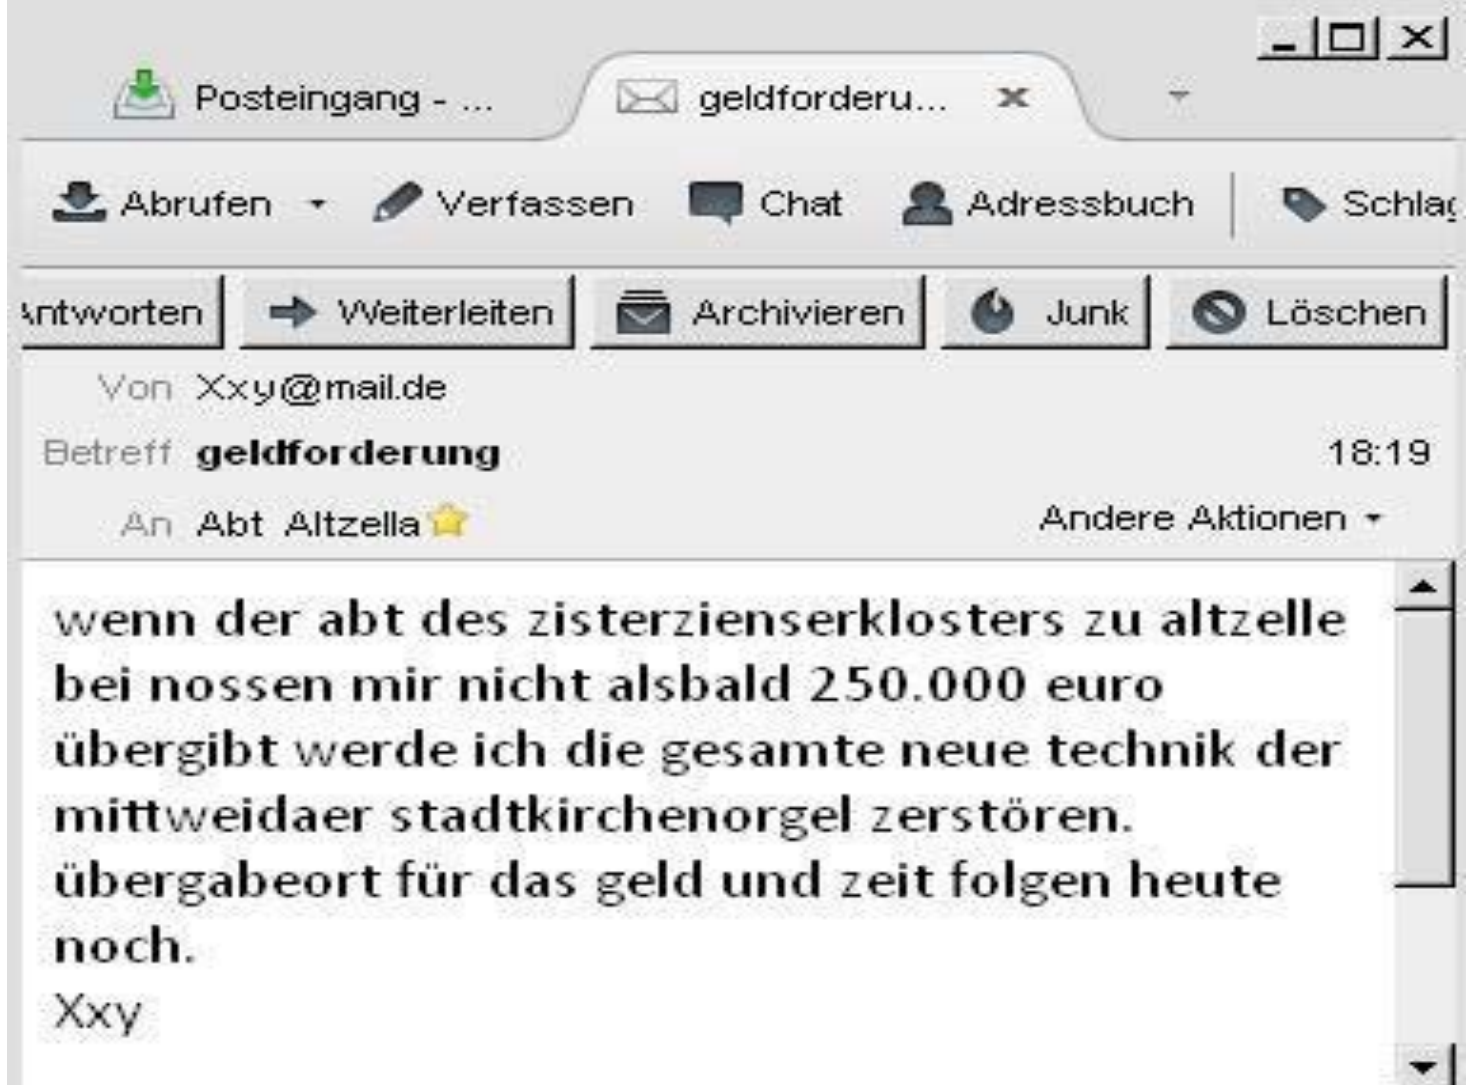 Posteingang - ...
geldforderu...
Abrufen
Verfassen
Chat
Adressbuch
Schlag
Antworten
Weiterleiten
Archivieren
Junk
Löschen
Von Xxy@mail.de
Betreff geldforderung
18:19
An Abt Altzella
Andere Aktionen
wenn der abt des zisterzienserklosters zu altzelle
bei nossen mir nicht alsbald 250.000 euro
übergibt werde ich die gesamte neue technik der
mittweidaer stadtkirchenorgel zerstören.
übergabeort für das geld und zeit folgen heute
noch.
Xxy